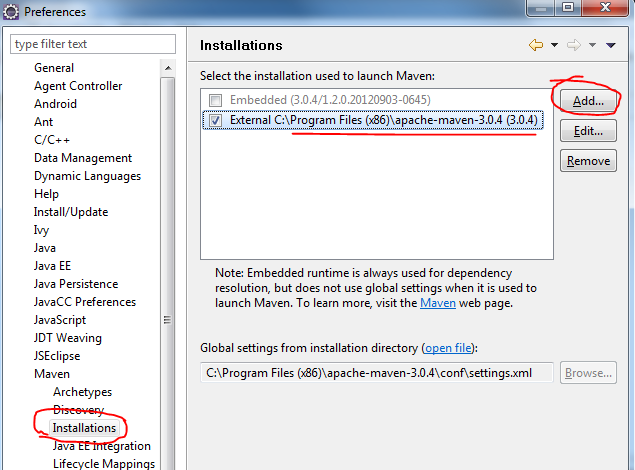 Preferences
type filter text
General
Agent Controller
Android
Ant
C/C++
Data Management
Dynamic Languages
Help
Install/Update
Ivy
Java
Java EE
Java Persistence
JavaCC Preferences
JavaScript
JDT Weaving
JSEclipse
Maven
Archetypes
Discovery
Installations
Java EE Integration
Lifecycle Mappings
Installations
Select the installation used to launch Maven:
Embedded (3.0.4/1.2.0.20120903-0645)
External C:\Program Files (x86)\apache-maven-3.0.4 (3.0.4)
Add...
Edit...
Remove
Note: Embedded runtime is always used for dependency
resolution, but does not use global settings when it is used to
launch Maven. To learn more, visit the Maven web page.
Global settings from installation directory (open file):
C:\Program Files (x86)\apache-maven-3.0.4\conf\settings.xml
Browse...